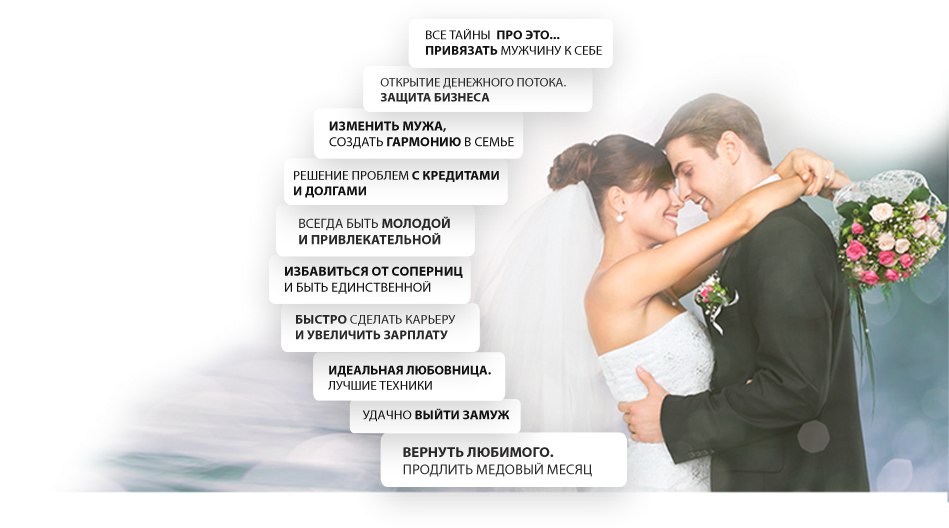 ВСЕ ТАЙНЫ ПРО ЭТО...
ПРИВЯЗАТЬ МУЖЧИНУ К СЕБЕ
ОТКРЫТИЕ ДЕНЕЖНОГО ПОТОКА.
ЗАЩИТА БИЗНЕСА
ИЗМЕНИТЬ МУЖА,
СОЗДАТЬ ГАРМОНИЮ В СЕМЬЕ
РЕШЕНИЕ ПРОБЛЕМ С КРЕДИТАМИ
И ДОЛГАМИ
ВСЕГДА БЫТЬ МОЛОДОЙ
И ПРИВЛЕКАТЕЛЬНОЙ
ИЗБАВИТЬСЯ ОТ СОПЕРНИЦ
И БЫТЬ ЕДИНСТВЕННОЙ
БЫСТРО СДЕЛАТЬ КАРЬЕРУ
И УВЕЛИЧИТЬ ЗАРПЛАТУ
ИДЕАЛЬНАЯ ЛЮБОВНИЦА.
ЛУЧШИЕ ТЕХНИКИ
УДАЧНО ВЫЙТИ ЗАМУЖ
ВЕРНУТЬ ЛЮБИМОГО.
ПРОДЛИТЬ МЕДОВЫЙ МЕСЯЦ